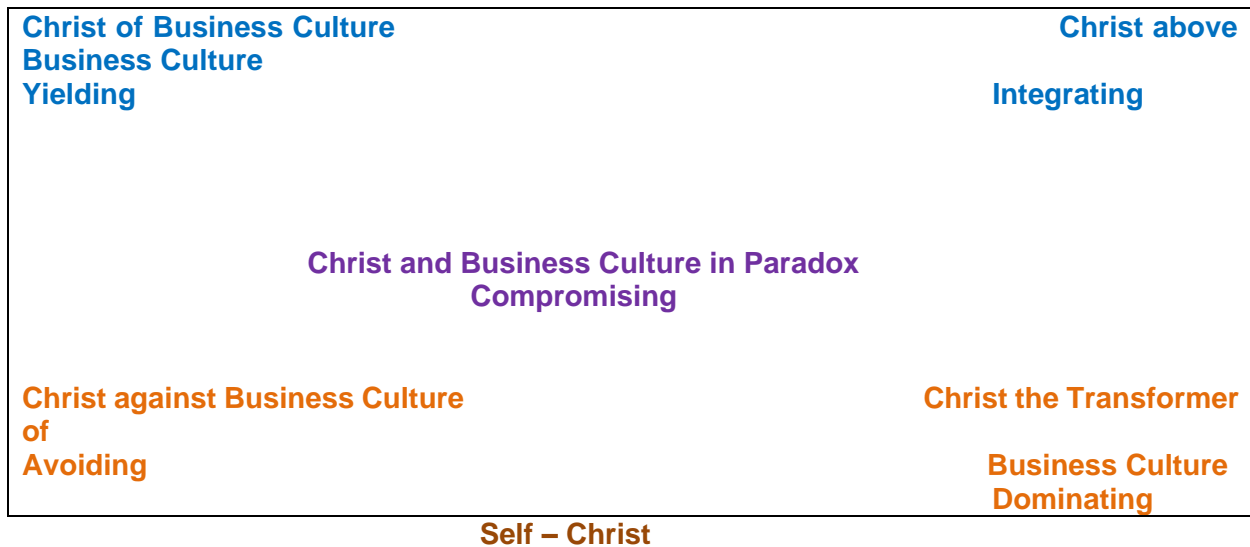 Christ of Business Culture Christ above
Business Culture
Yielding Integrating
Christ and Business Culture in Paradox
Compromising
Christ against Business Culture Christ the Transformer
of
Avoiding Business Culture
Dominating
Self – Christ